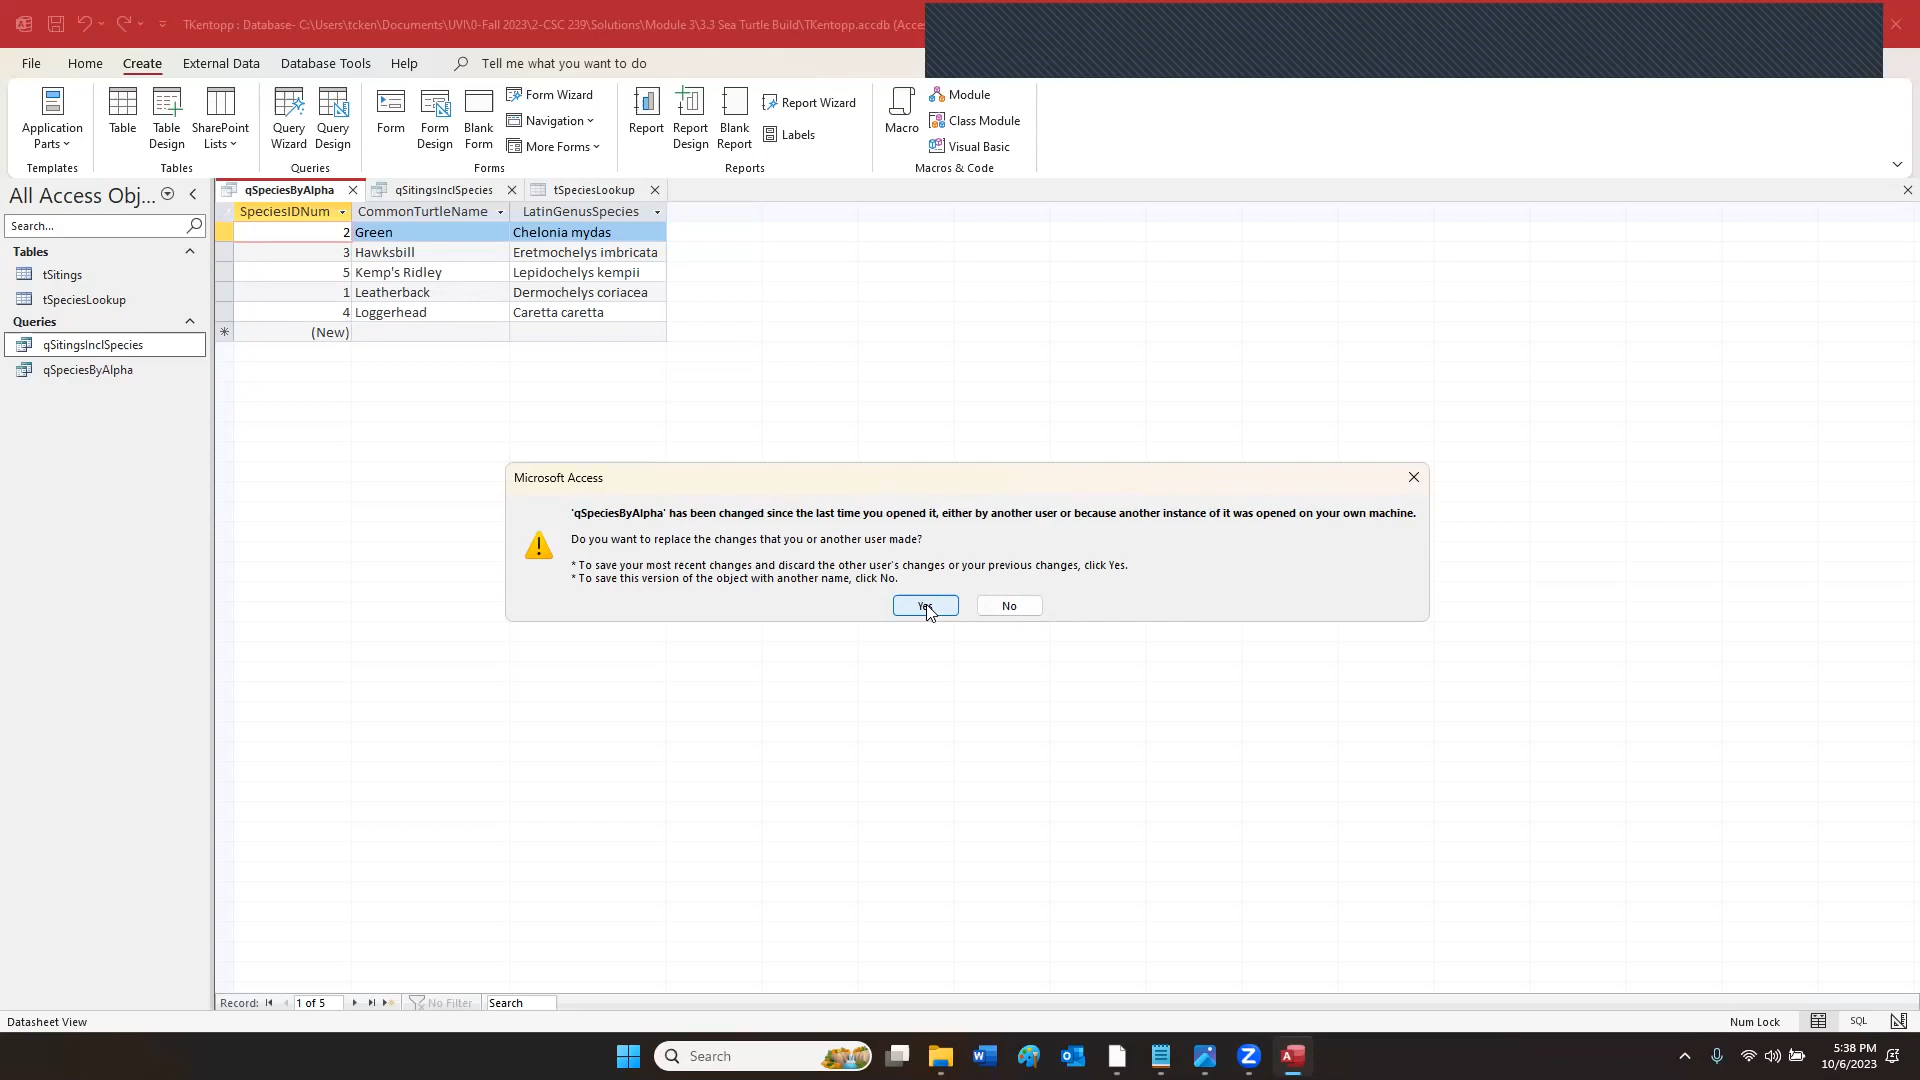 TKentopp : Database- C:\Users\tcken\Documents\UVI\0-Fall 2023\2-CSC 239\Solutions\Module 3\3.3 Sea Turtle Build\TKentopp.accdb (Acces
File Home Create External Data Database Tools Help Tell me what you want to do
Application Parts
Templates
Table
Table Design
SharePoint Lists
Tables
Query Wizard
Query Design
Queries
Form
Form Design
Blank Form
Form Wizard
Navigation
More Forms
Forms
Report
Report Design
Blank Report
Report Wizard
Labels
Reports
Macro
Module
Class Module
Visual Basic
Macros & Code
All Access Obj...
Search...
Tables
tSitings
tSpeciesLookup
Queries
qSitingsInclSpecies
qSpeciesByAlpha
qSpeciesByAlpha qSitingsInclSpecies tSpeciesLookup
SpeciesIDNum CommonTurtleName LatinGenusSpecies
2 Green Chelonia mydas
3 Hawksbill Eretmochelys imbricata
5 Kemp's Ridley Lepidochelys kempii
1 Leatherback Dermochelys coriacea
4 Loggerhead Caretta caretta
(New)
Microsoft Access
'qSpeciesByAlpha' has been changed since the last time you opened it, either by another user or because another instance of it was opened on your own machine.
Do you want to replace the changes that you or another user made?
* To save your most recent changes and discard the other user's changes or your previous changes, click Yes.
* To save this version of the object with another name, click No.
Yes No
Record: 1 of 5 No Filter Search
Datasheet View Num Lock SQL
Search
5:38 PM
10/6/2023